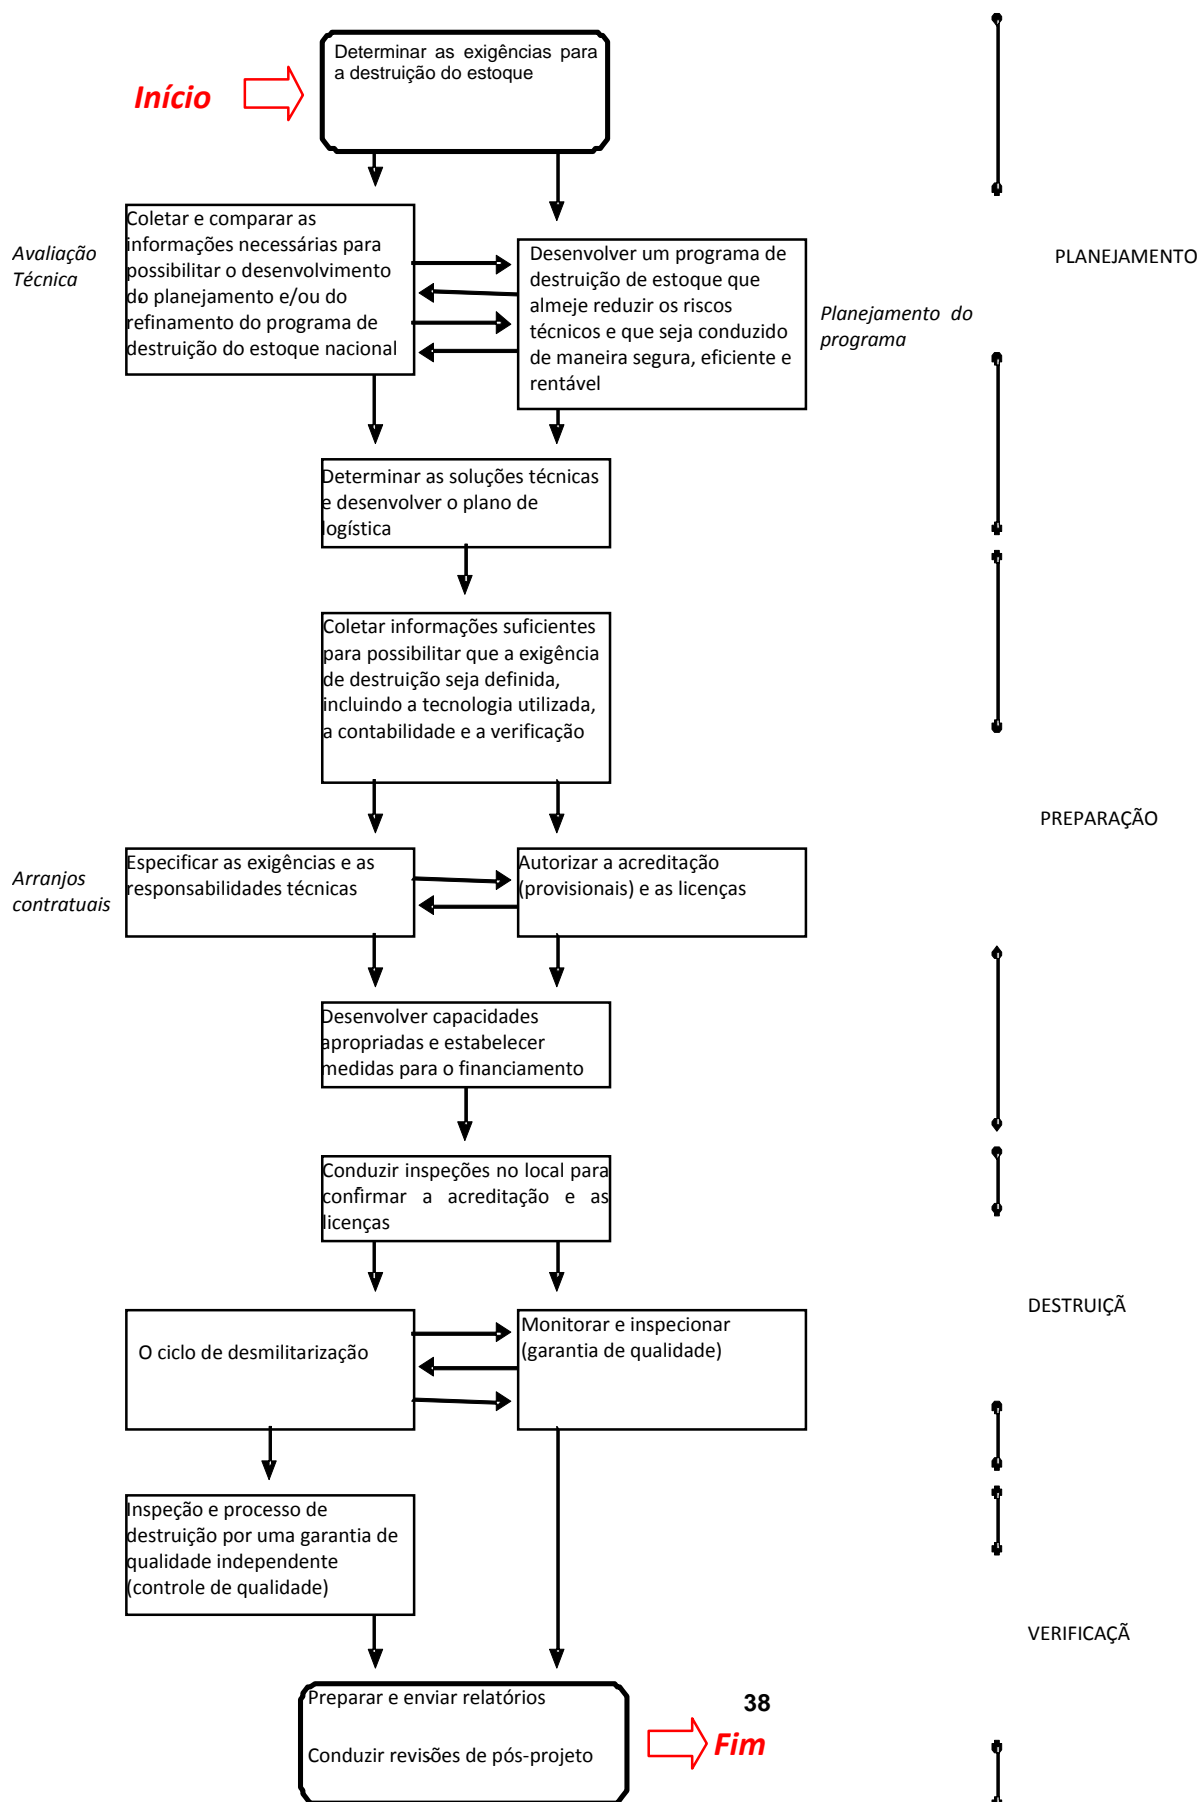 Determinar as exigências para
a destruição do estoque
Início
Avaliação
Técnica
Coletar e comparar as
informações necessárias para
possibilitar o desenvolvimento
do planejamento e/ou do
refinamento do programa de
destruição do estoque nacional
Desenvolver um programa de
destruição de estoque que
almeje reduzir os riscos
técnicos e que seja conduzido
de maneira segura, eficiente e
rentável
Planejamento do
programa
PLANEJAMENTO
Determinar as soluções técnicas
e desenvolver o plano de
logística
Coletar informações suficientes
para possibilitar que a exigência
de destruição seja definida,
incluindo a tecnologia utilizada,
a contabilidade e a verificação
PREPARAÇÃO
Arranjos
contratuais
Especificar as exigências e as
responsabilidades técnicas
Autorizar a acreditação
(provisionais) e as licenças
Desenvolver capacidades
apropriadas e estabelecer
medidas para o financiamento
Conduzir inspeções no local para
confirmar a acreditação e as
licenças
DESTRUIÇÃ
O ciclo de desmilitarização
Monitorar e inspecionar
(garantia de qualidade)
Inspeção e processo de
destruição por uma garantia de
qualidade independente
(controle de qualidade)
VERIFICAÇÃ
Preparar e enviar relatórios
Conduzir revisões de pós-projeto
38
Fim